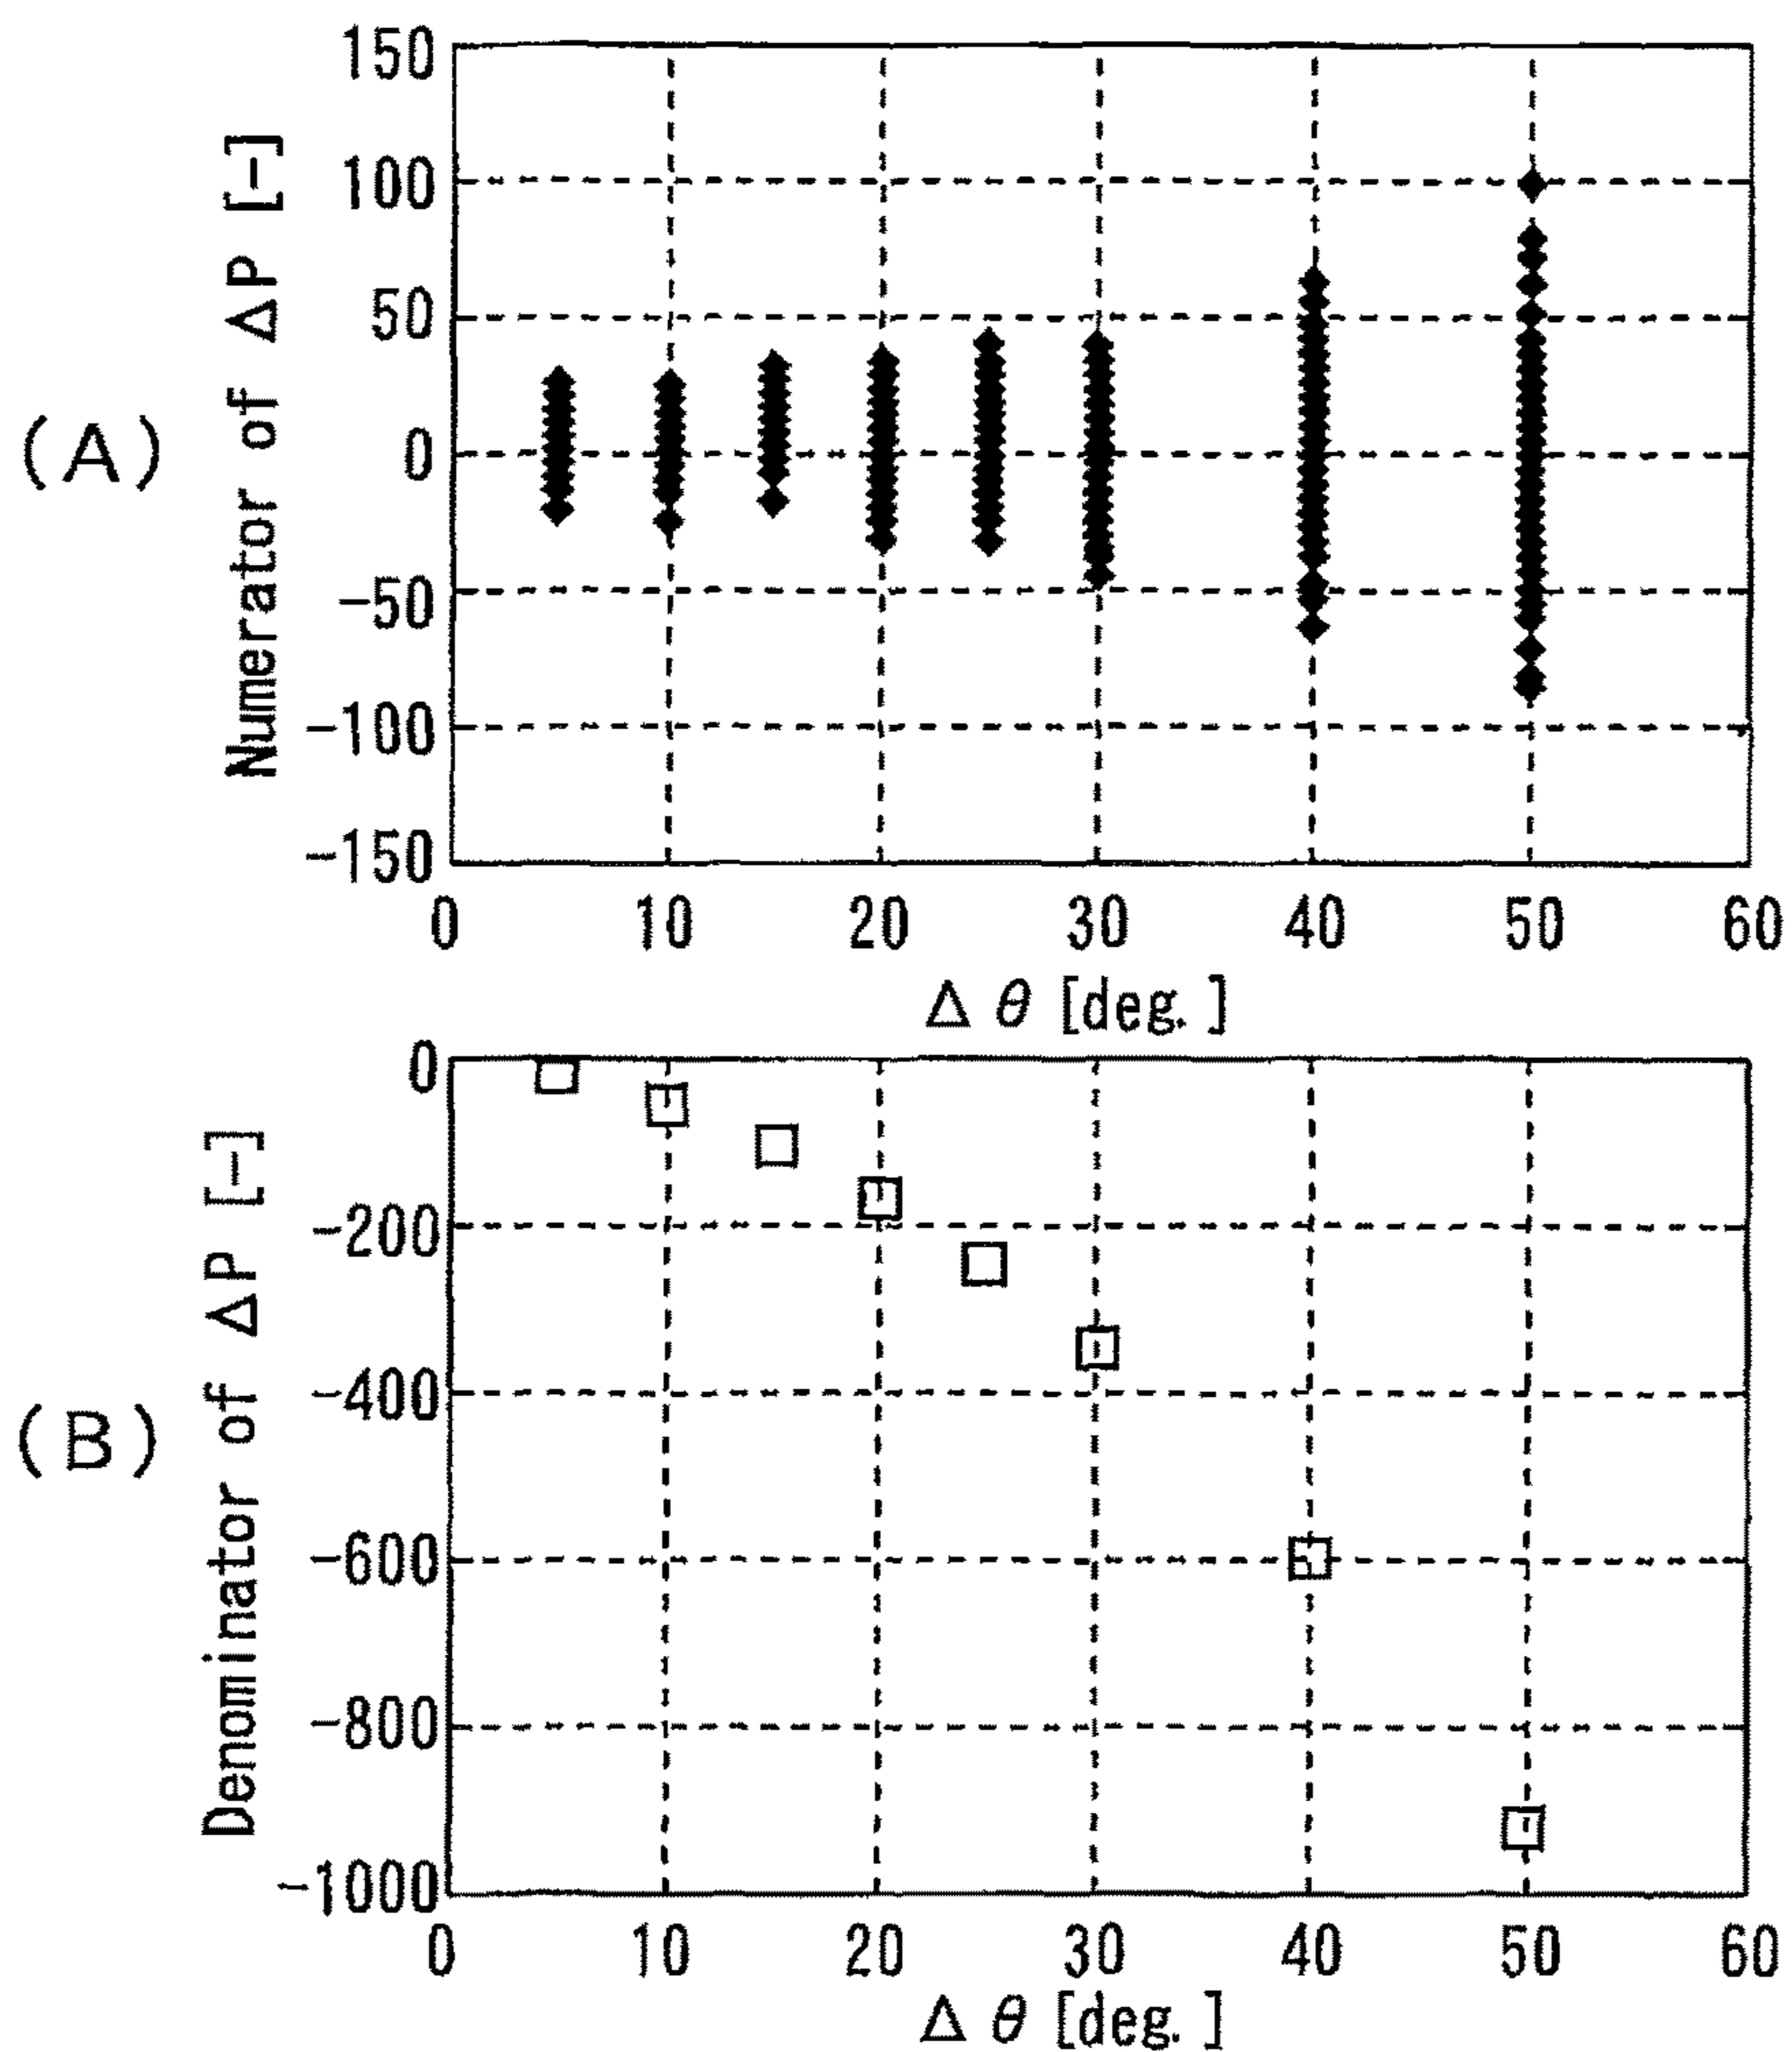 (A)
Numerator of ΔP [-]
150
100
50
0
-50
-100
-150
0 10 20 30 40 50 60
Δ θ [deg. ]
(B)
Denominator of ΔP [-]
0
-200
-400
-600
-800
-1000
0 10 20 30 40 50 60
Δ θ [deg. ]